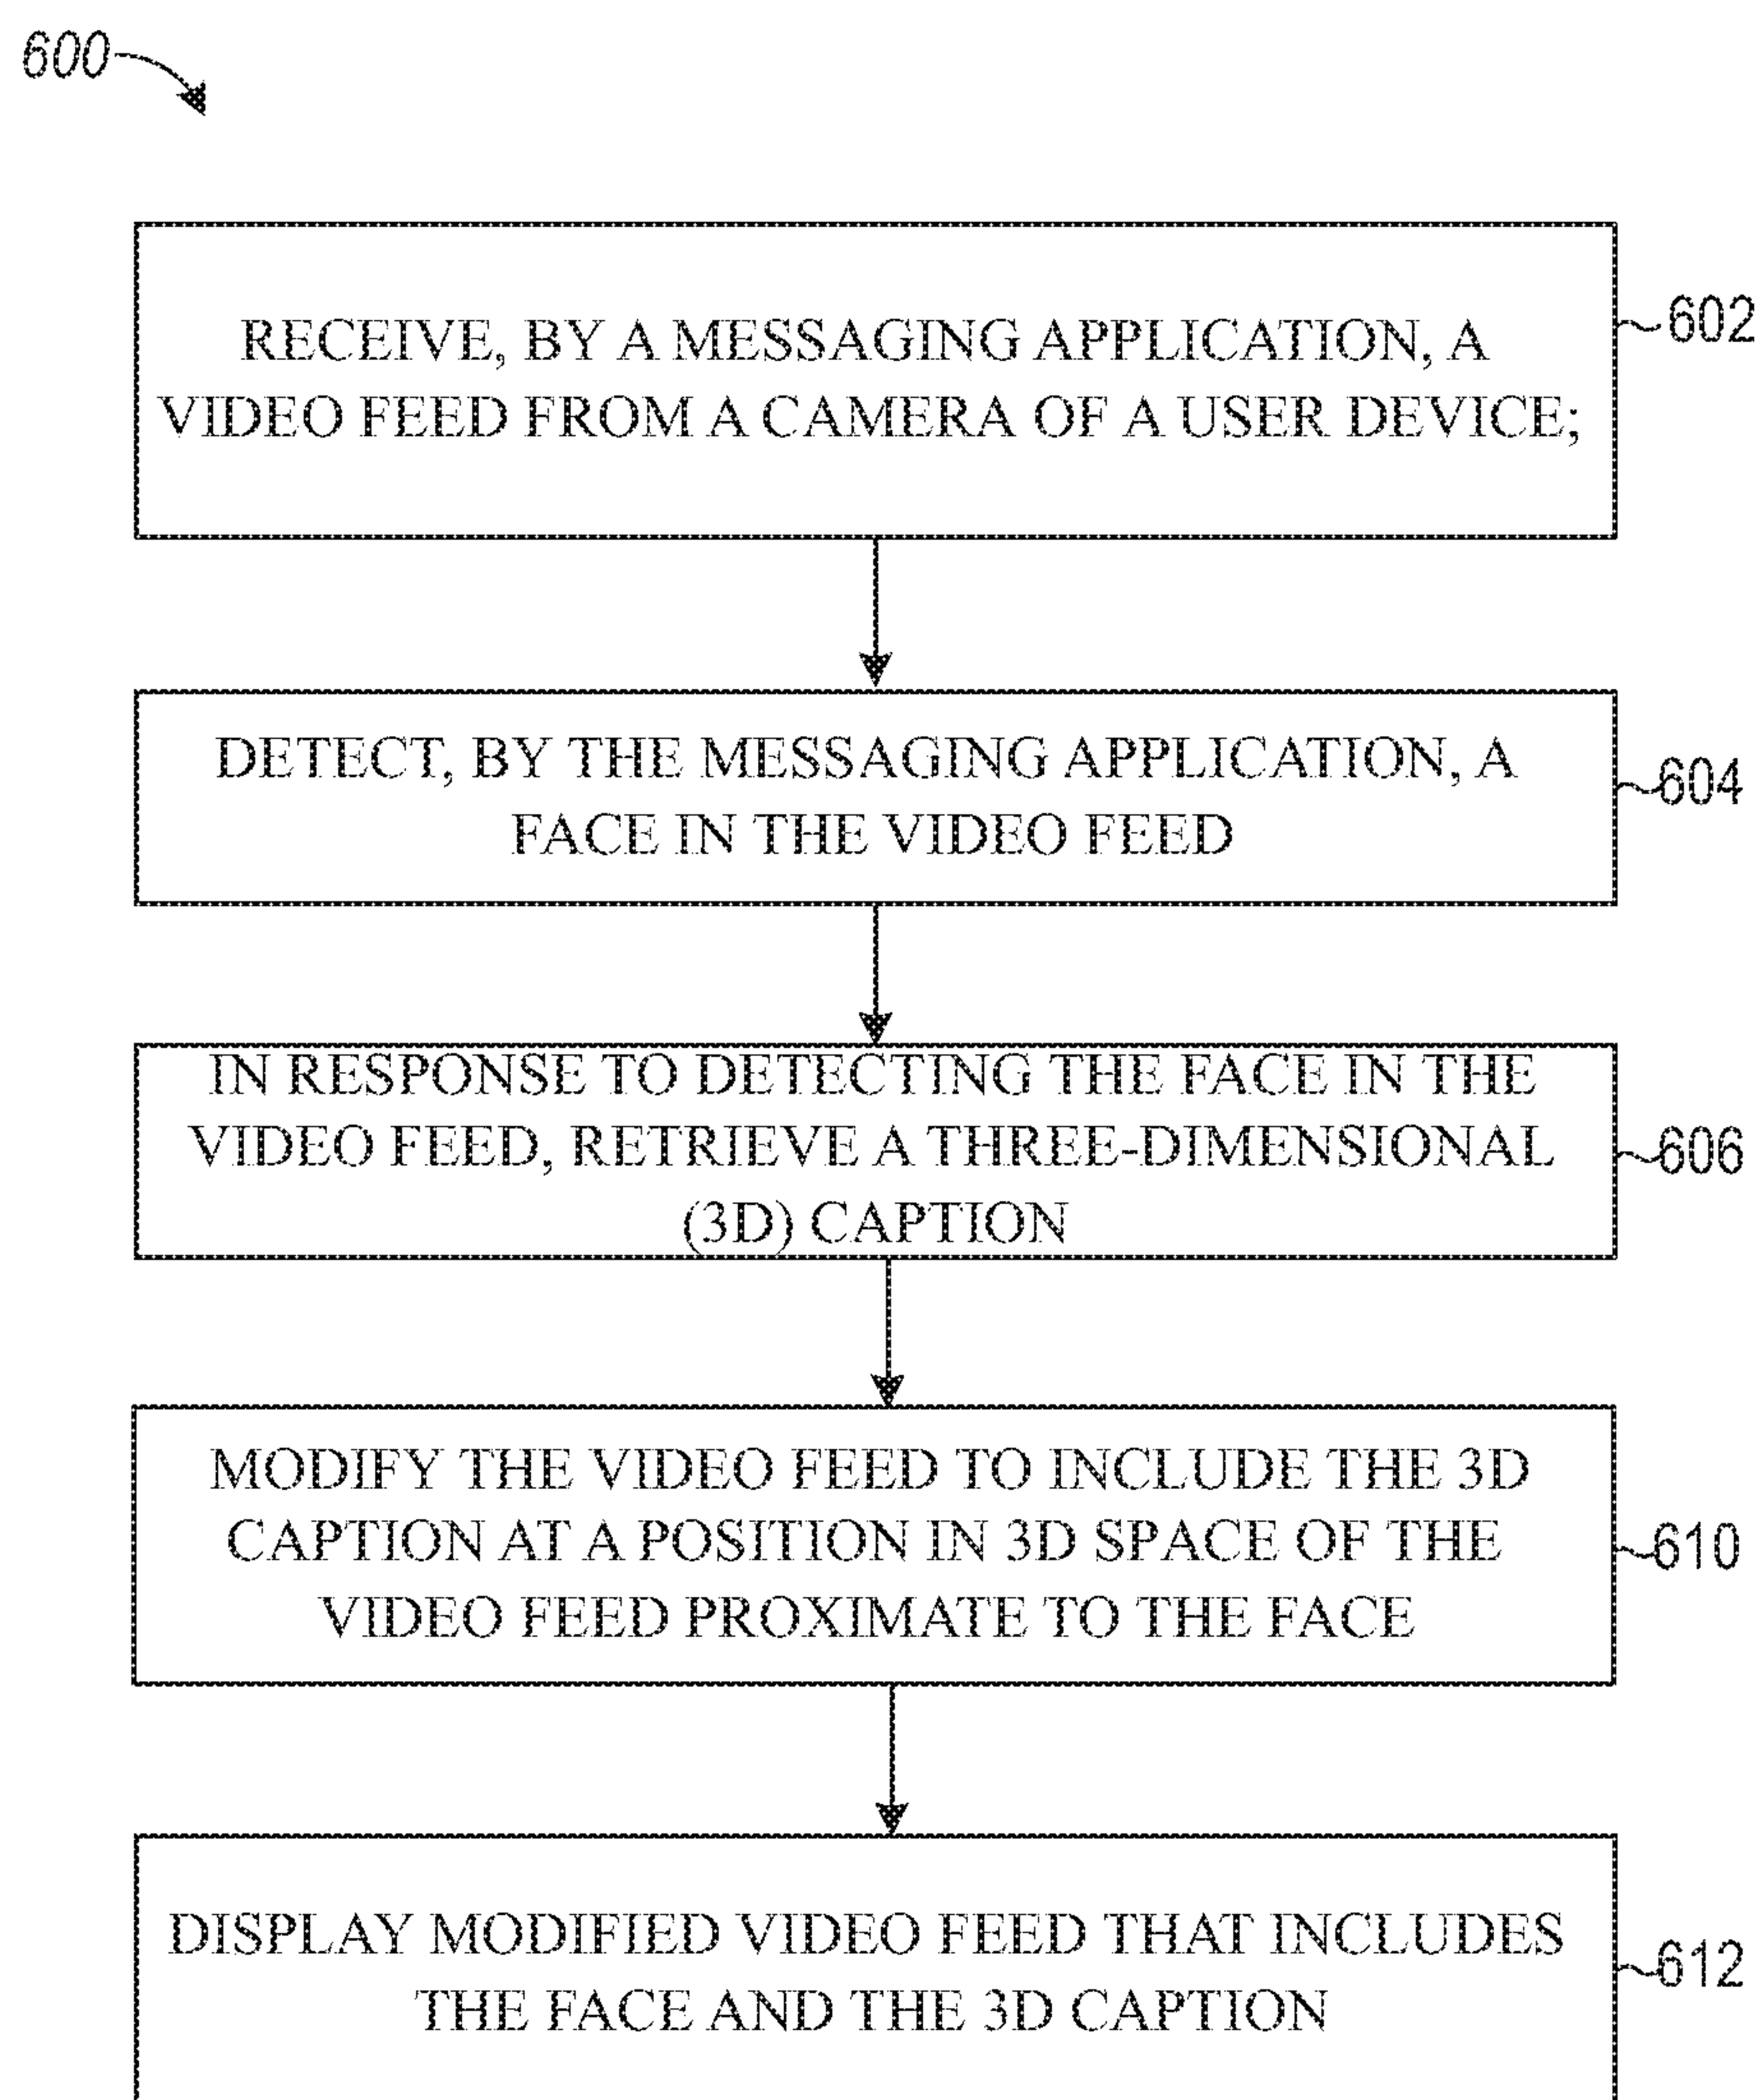 600
RECEIVE, BY A MESSAGING APPLICATION, A
VIDEO FEED FROM A CAMERA OF A USER DEVICE;
602
DETECT, BY THE MESSAGING APPLICATION, A
FACE IN THE VIDEO FEED
604
IN RESPONSE TO DETECTING THE FACE IN THE
VIDEO FEED, RETRIEVE A THREE-DIMENSIONAL
(3D) CAPTION
606
MODIFY THE VIDEO FEED TO INCLUDE THE 3D
CAPTION AT A POSITION IN 3D SPACE OF THE
VIDEO FEED PROXIMATE TO THE FACE
610
DISPLAY MODIFIED VIDEO FEED THAT INCLUDES
THE FACE AND THE 3D CAPTION
612